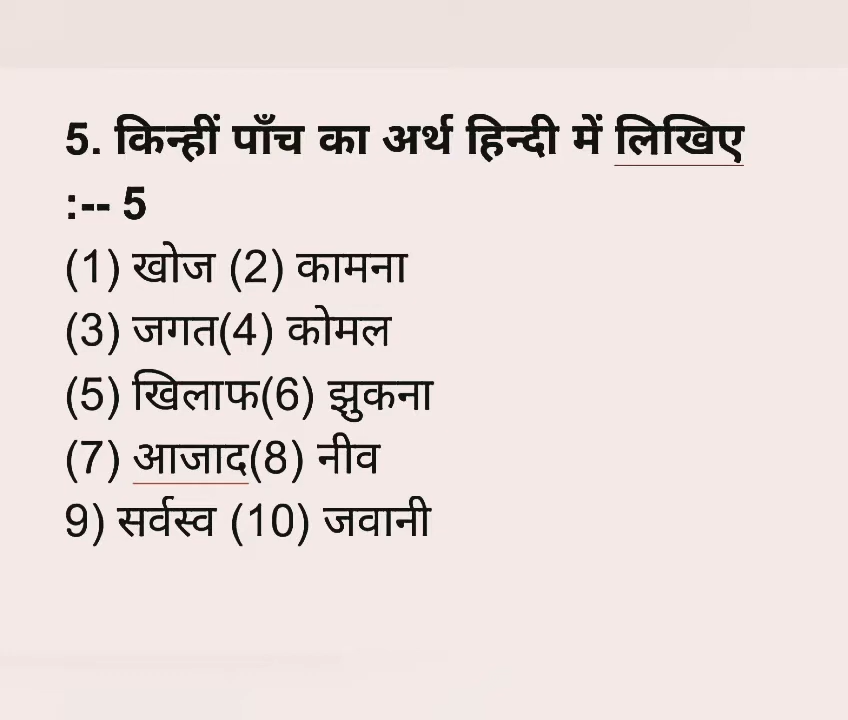 5. किन्हीं पाँच का अर्थ हिन्दी में लिखिए
:-- 5
(1) खोज (2) कामना
(3) जगत(4) कोमल
(5) खिलाफ(6) झुकना
(7) आजाद(8) नीव
9) सर्वस्व (10) जवानी